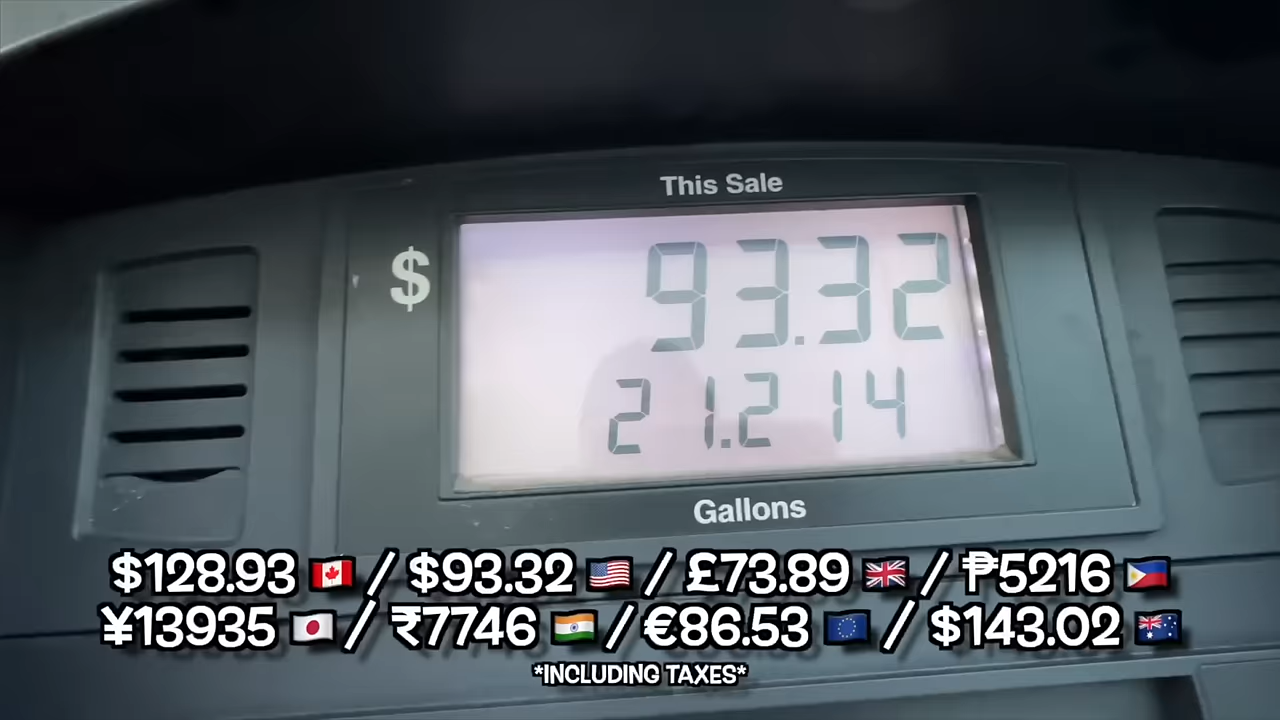 This Sale
$ 93.32
21.214
Gallons
$128.93 🇨🇦 / $93.32 🇺🇸 / £73.89 🇬🇧 / ₱5216 🇵🇭
¥13935 🇯🇵 / ₹7746 🇮🇳 / €86.53 🇪🇺 / $143.02 🇦🇺
*INCLUDING TAXES*